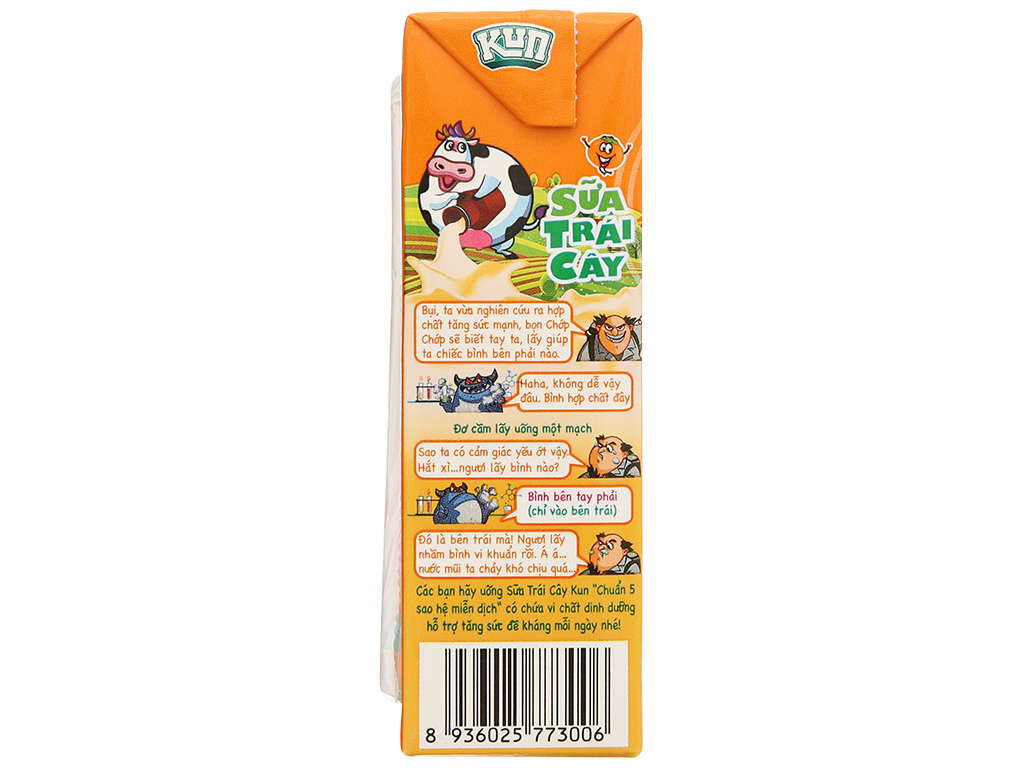 Kun
SỮA
TRÁI
CÂY
Bụi, ta vừa nghiên cứu ra hợp
chất tăng sức mạnh, bọn Chớp
Chớp sẽ biết tay ta, lấy giúp
ta chiếc bình bên phải nào.
Haha, không dễ vậy
đâu. Bình hợp chất đây
Đơ cầm lấy uống một mạch
Sao ta có cảm giác yếu ớt vậy.
Hắt xì...ngươi lấy bình nào?
Bình bên tay phải
(chỉ vào bên trái)
Đó là bên trái mà! Ngươi lấy
nhầm bình vi khuẩn rồi. Á á...
nước mũi ta chảy khó chịu quá...
Các bạn hãy uống Sữa Trái Cây Kun "Chuẩn 5
sao hệ miễn dịch" có chứa vi chất dinh dưỡng
hỗ trợ tăng sức đề kháng mỗi ngày nhé!
8 936025 773006